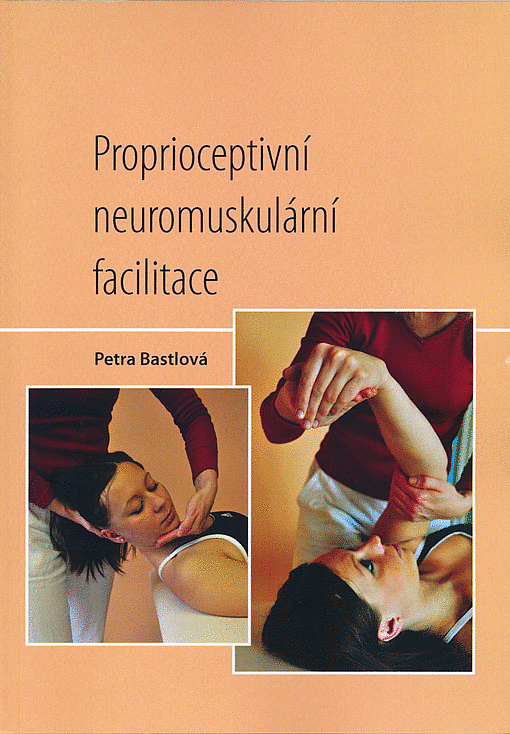 Proprioceptivní
neuromuskulární
facilitace
Petra Bastlová